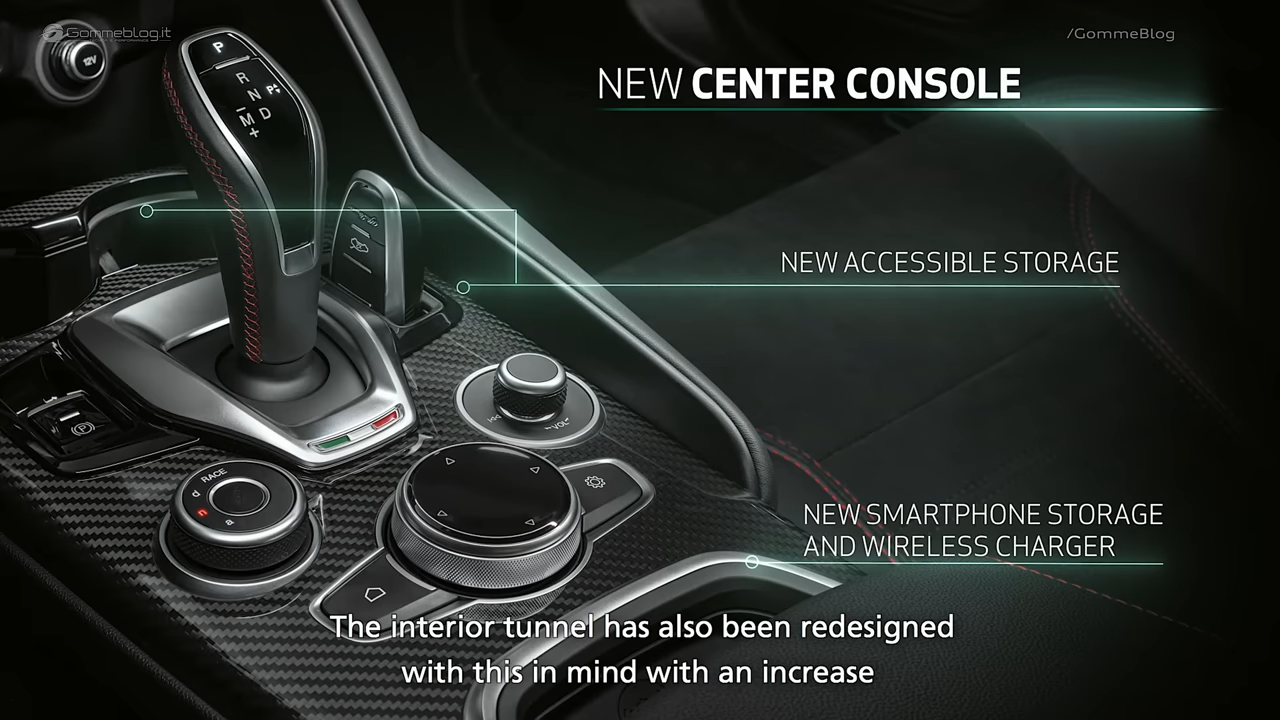 Gommeblog.it
/GommeBlog
12V
P
R
N P
M D
+
NEW CENTER CONSOLE
NEW ACCESSIBLE STORAGE
VOL
RACE
d
n
a
P
NEW SMARTPHONE STORAGE
AND WIRELESS CHARGER
The interior tunnel has also been redesigned
with this in mind with an increase